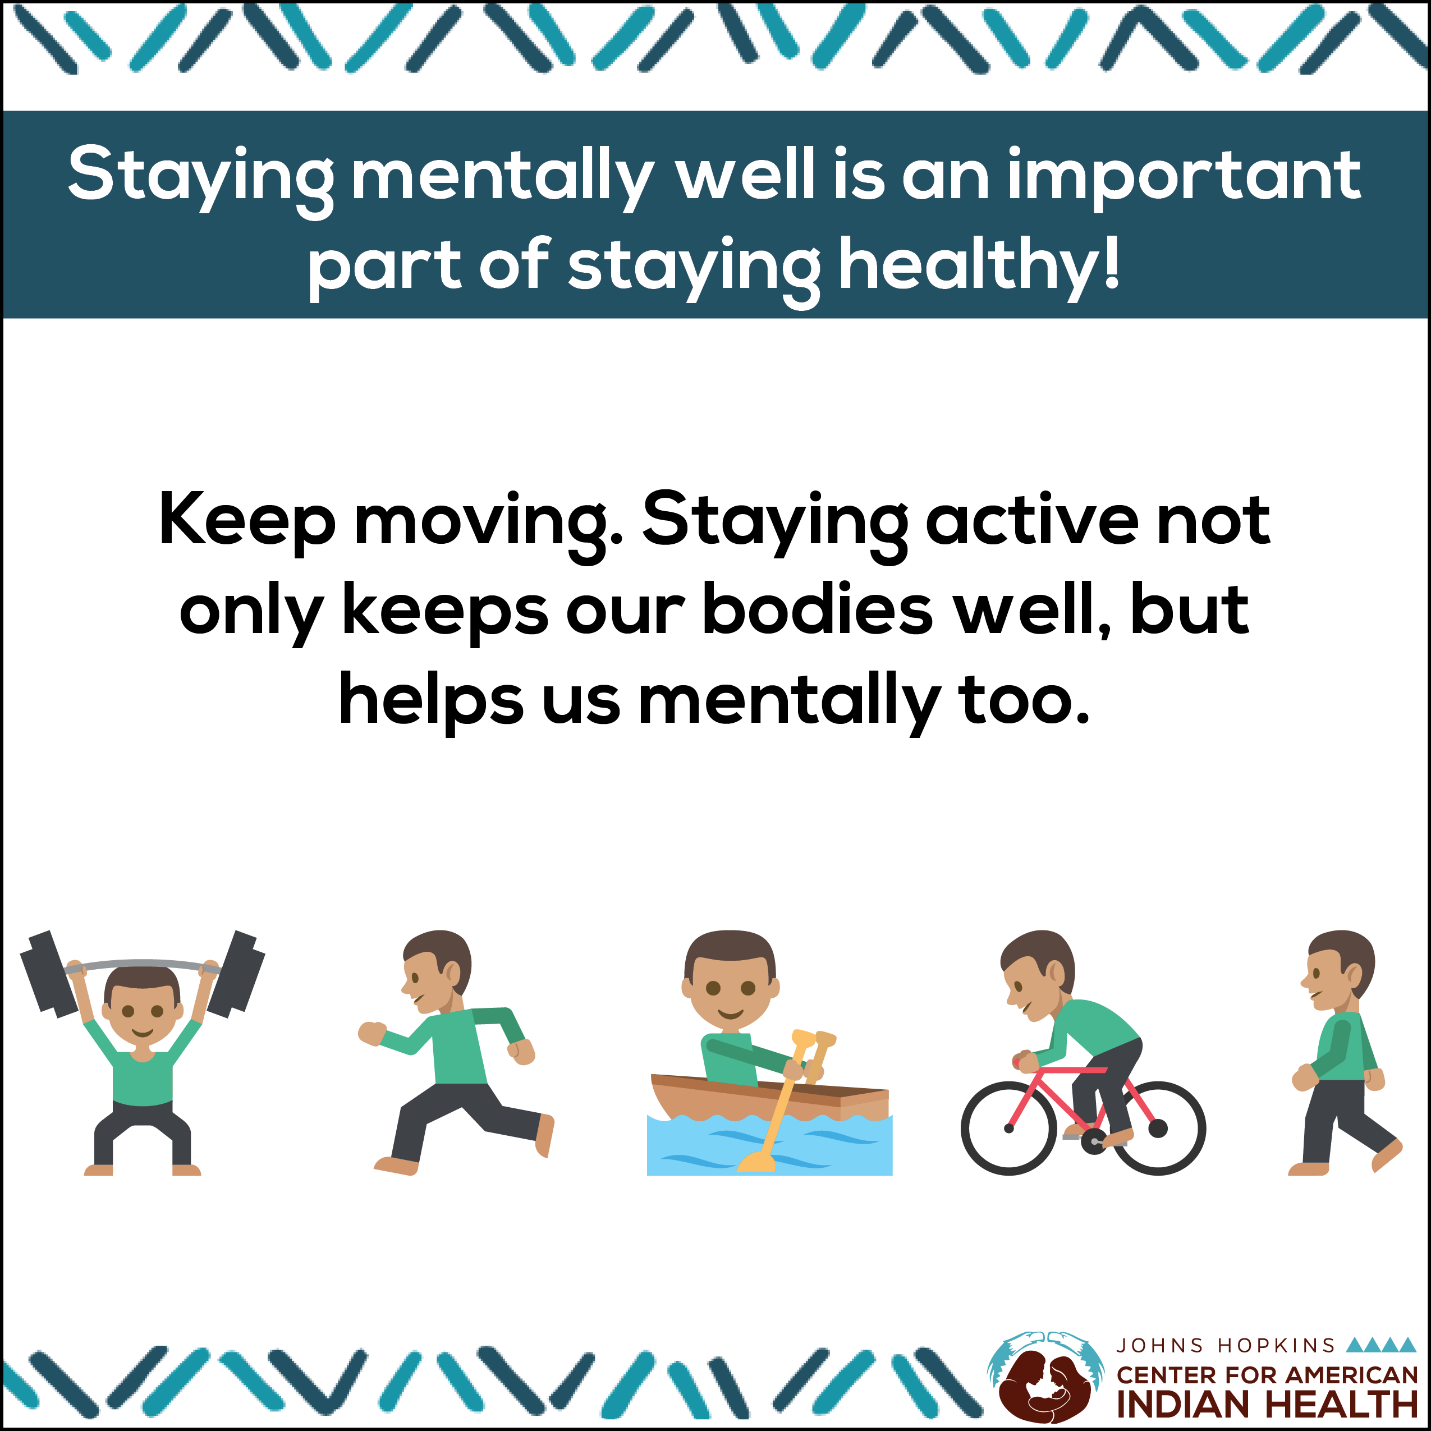 Staying mentally well is an important
part of staying healthy!
Keep moving. Staying active not
only keeps our bodies well, but
helps us mentally too.
JOHNS HOPKINS
CENTER FOR AMERICAN
INDIAN HEALTH